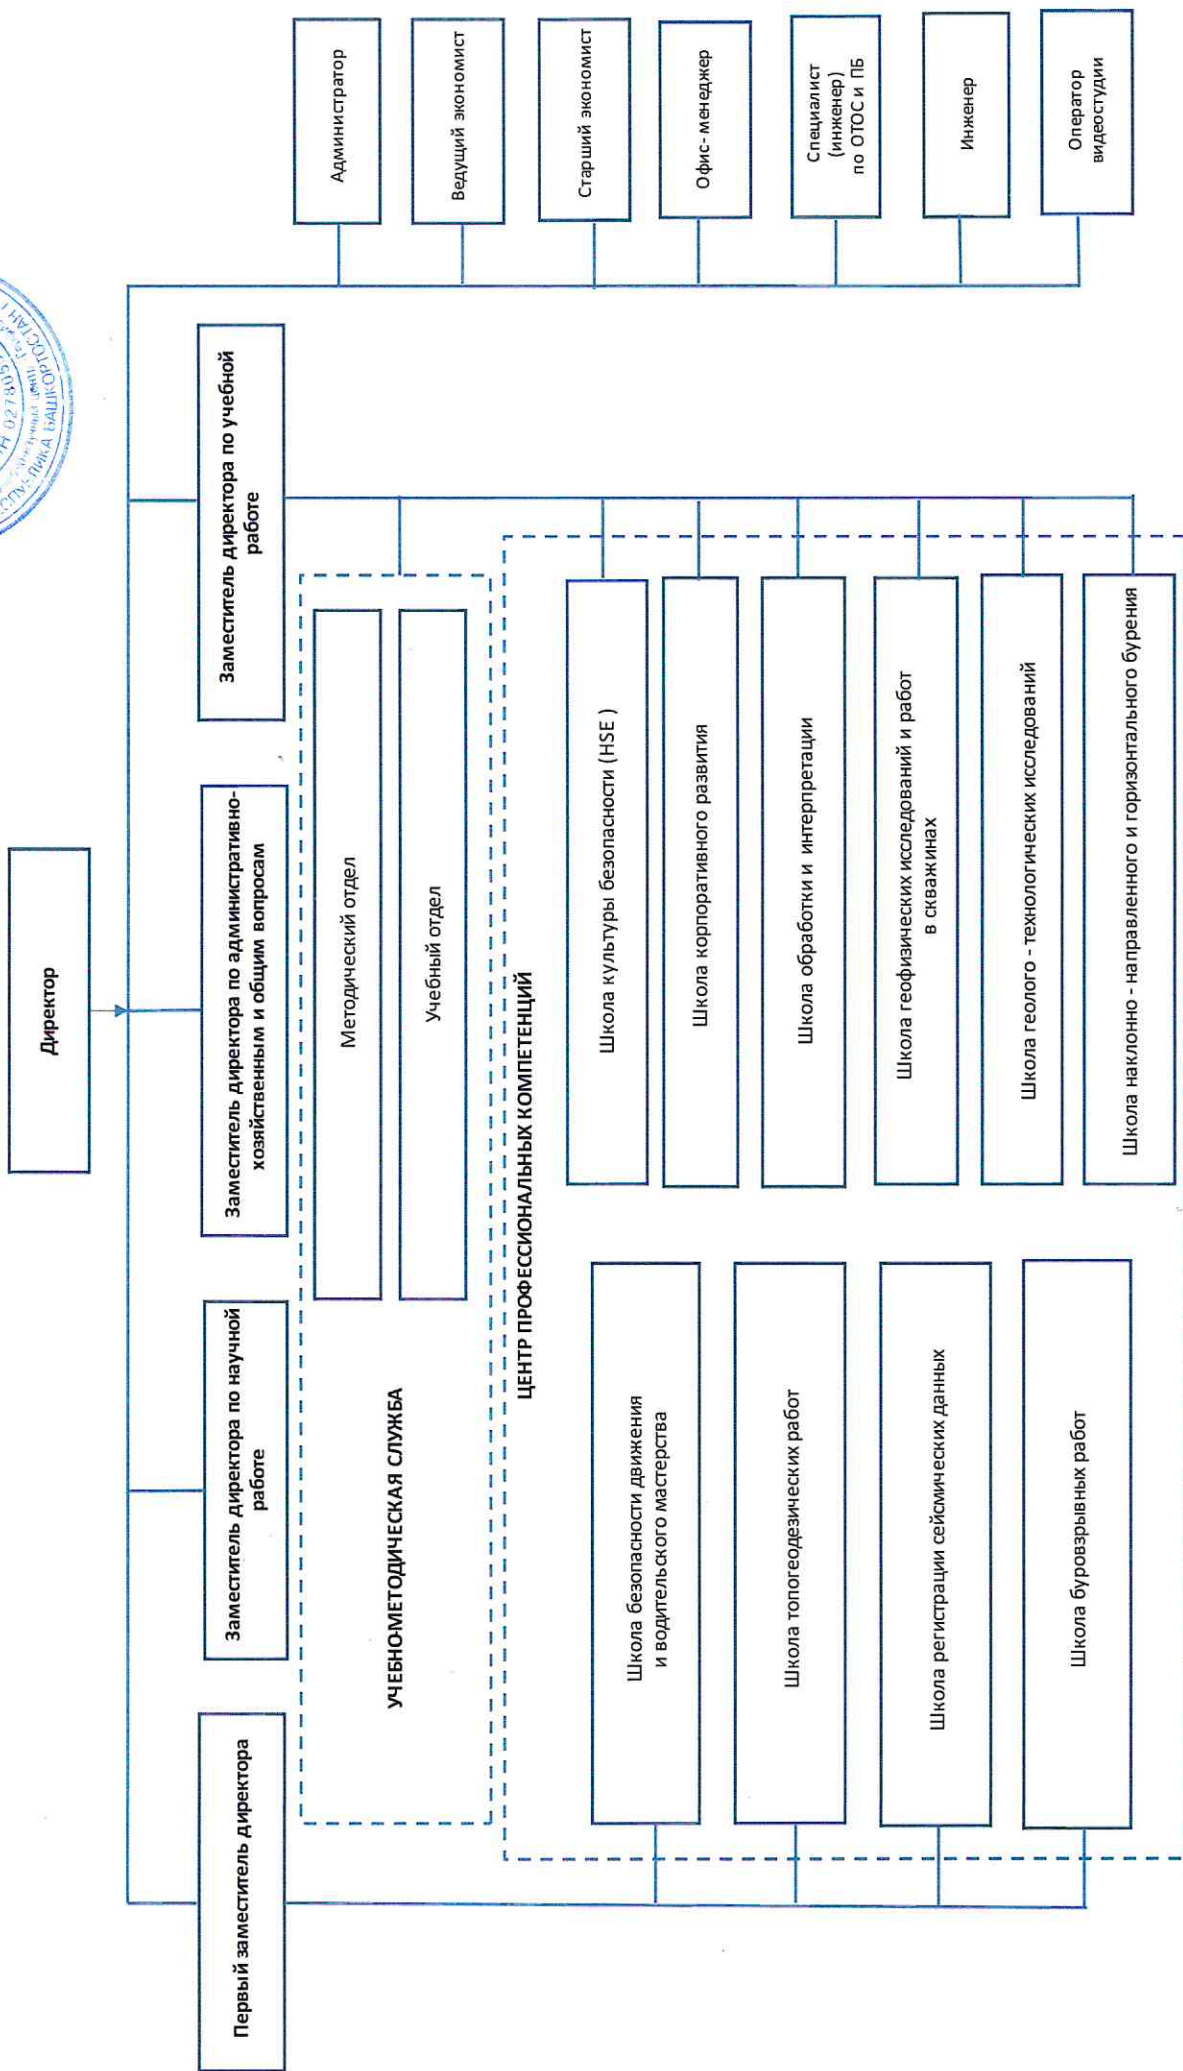 Директор
Первый заместитель директора
Заместитель директора по научной
работе
Заместитель директора по административно-
хозяйственным и общим вопросам
Заместитель директора по учебной
работе
УЧЕБНОМЕТОДИЧЕСКАЯ СЛУЖБА
Методический отдел
Учебный отдел
ЦЕНТР ПРОФЕССИОНАЛЬНЫХ КОМПЕТЕНЦИЙ
Школа безопасности движения
и водительского мастерства
Школа топогеодезических работ
Школа регистрации сейсмических данных
Школа буровзрывных работ
Школа культуры безопасности (HSE )
Школа корпоративного развития
Школа обработки и интерпретации
Школа геофизических исследований и работ
в скважинах
Школа геолого - технологических исследований
Школа наклонно - направленного и горизонтального бурения
Администратор
Ведущий экономист
Старший экономист
Офис- менеджер
Специалист
(инженер)
по ОТОС и ПБ
Инженер
Оператор
видеостудии
БАШКОРТОСТАН